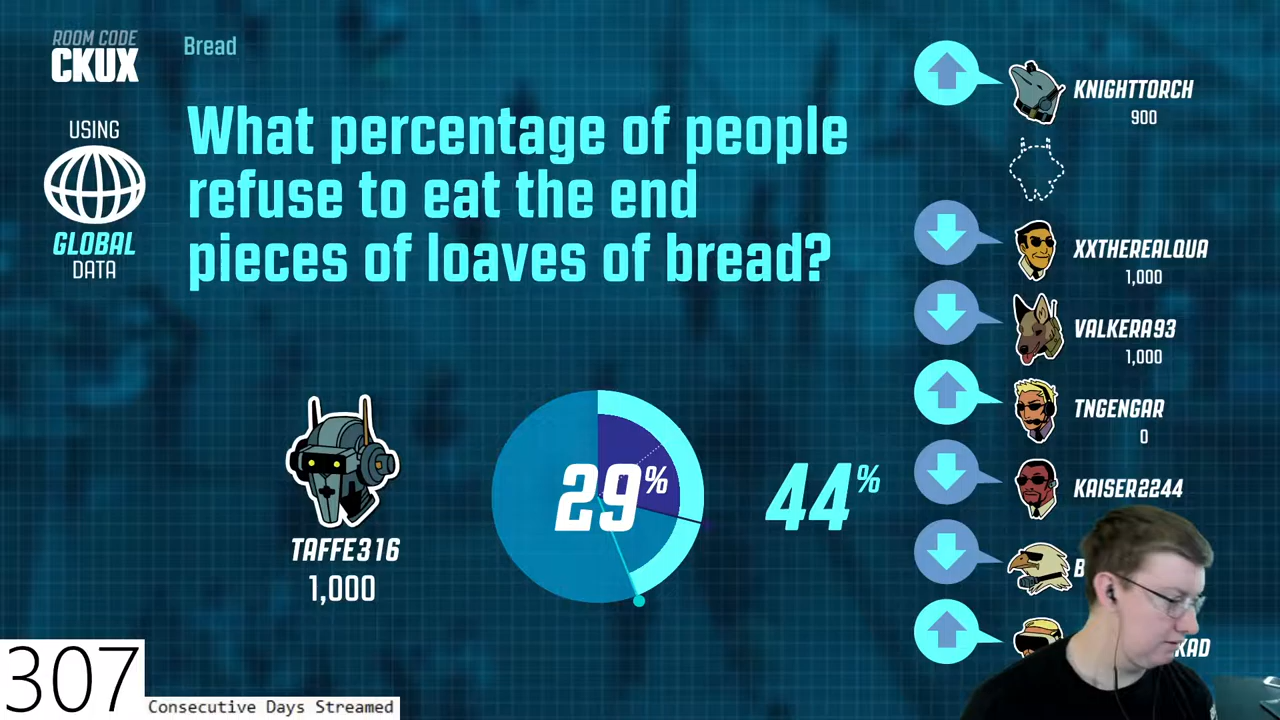 ROOM CODE
CKUX
Bread
USING
GLOBAL
DATA
What percentage of people
refuse to eat the end
pieces of loaves of bread?
TAFFE316
1,000
29%
44%
KNIGHTTORCH
900
XXTHEREALQUA
1,000
VALKERA93
1,000
TNGENGAR
0
KAISER2244
B
KAD
307
Consecutive Days Streamed